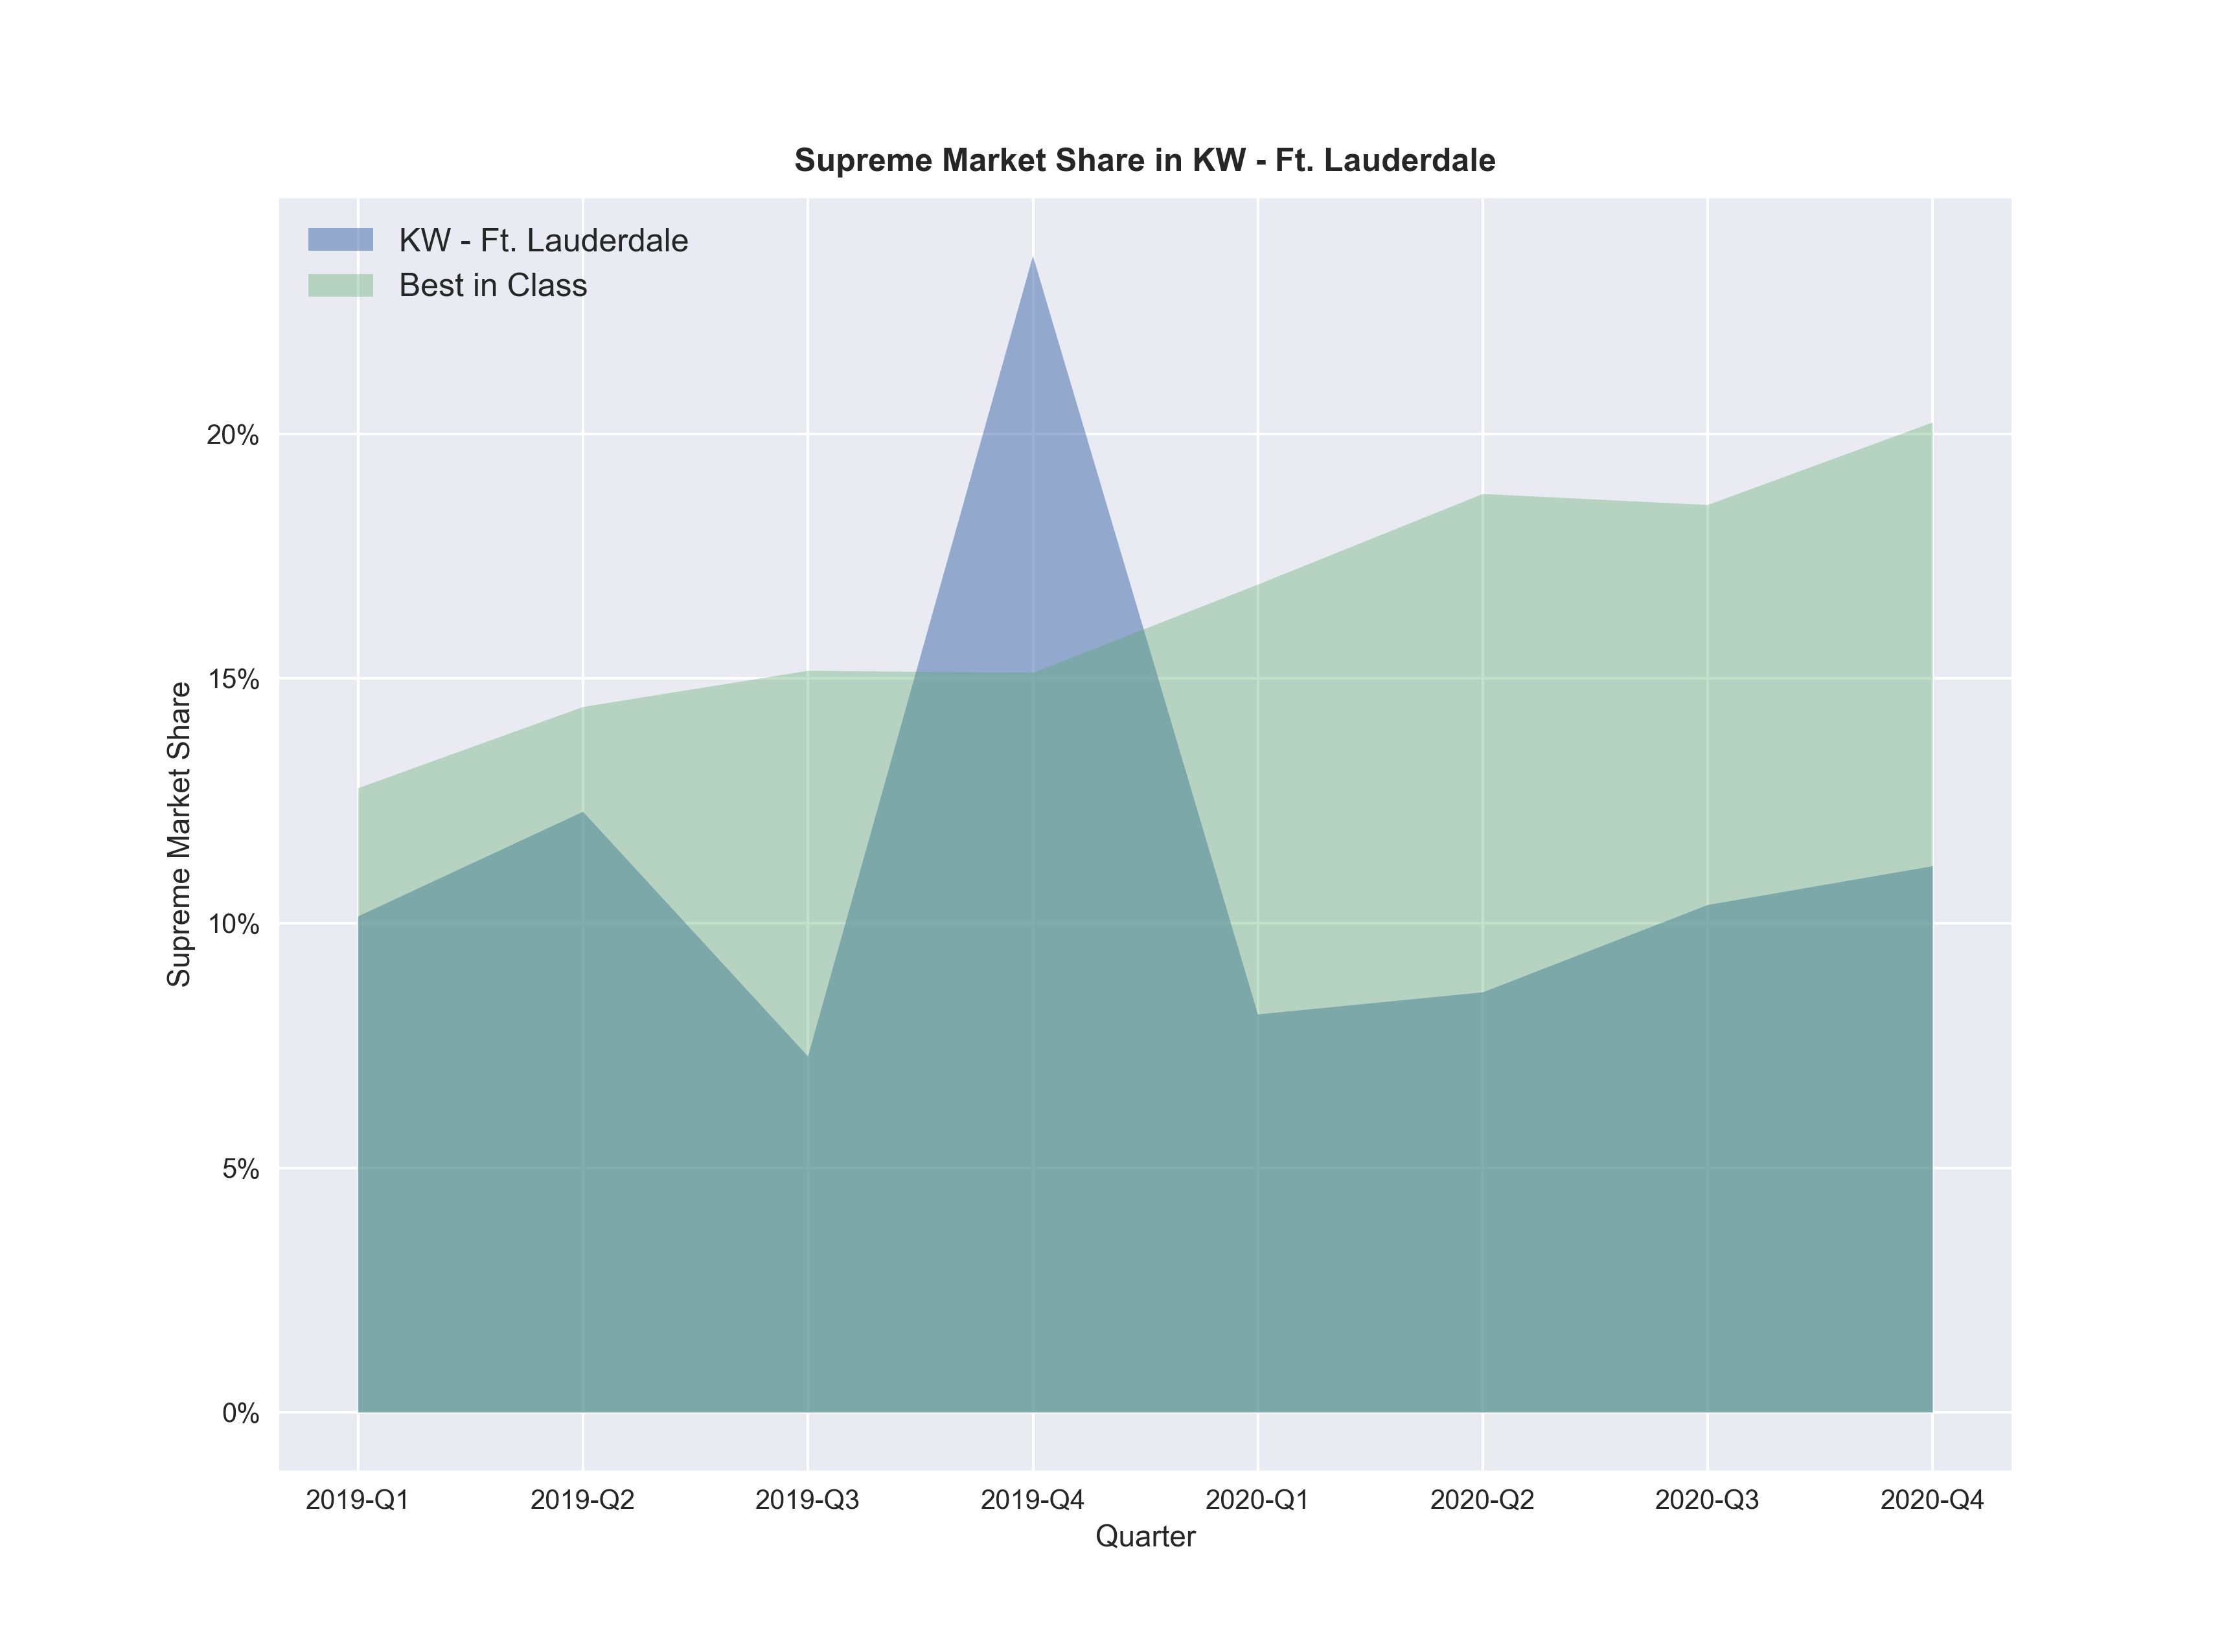 Supreme Market Share in KW - Ft. Lauderdale
KW - Ft. Lauderdale
Best in Class
20%
15%
10%
5%
0%
Supreme Market Share
2019-Q1 2019-Q2 2019-Q3 2019-Q4 2020-Q1 2020-Q2 2020-Q3 2020-Q4
Quarter